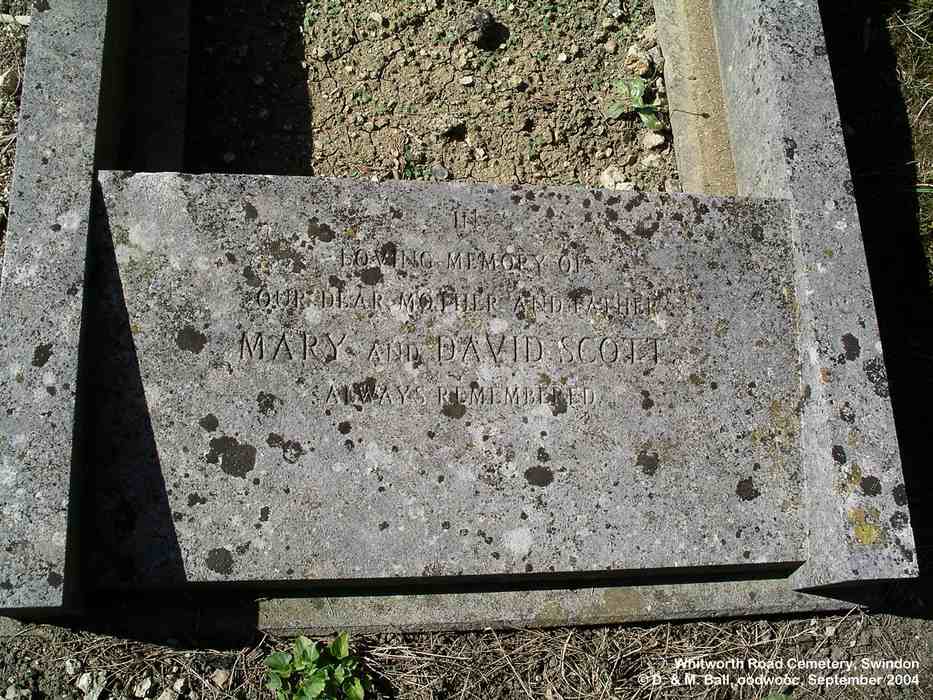 IN
LOVING MEMORY OF
OUR DEAR MOTHER AND FATHER
MARY AND DAVID SCOTT
ALWAYS REMEMBERED
Whitworth Road Cemetery, Swindon
© D. & M. Ball, oodwooc, September 2004